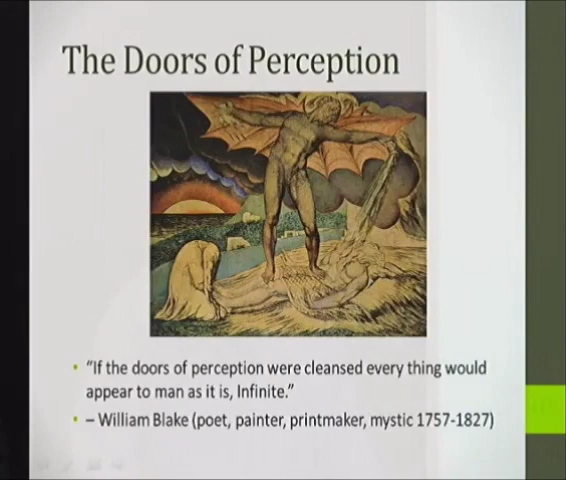 The Doors of Perception
"If the doors of perception were cleansed every thing would
appear to man as it is, Infinite."
– William Blake (poet, painter, printmaker, mystic 1757-1827)